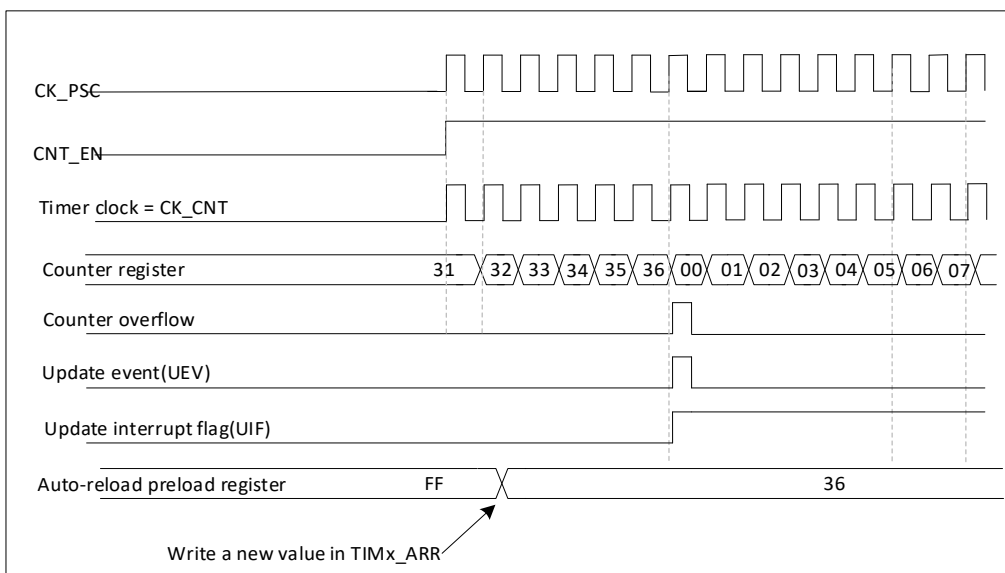 CK_PSC
CNT_EN
Timer clock = CK_CNT
Counter register 31 32 33 34 35 36 00 01 02 03 04 05 06 07
Counter overflow
Update event(UEV)
Update interrupt flag(UIF)
Auto-reload preload register FF 36
Write a new value in TIMx_ARR